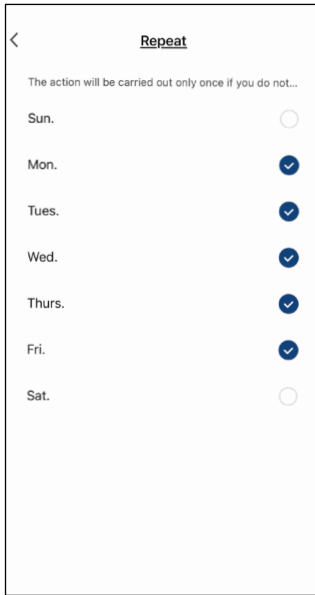 Repeat
The action will be carried out only once if you do not...
Sun.
Mon.
Tues.
Wed.
Thurs.
Fri.
Sat.